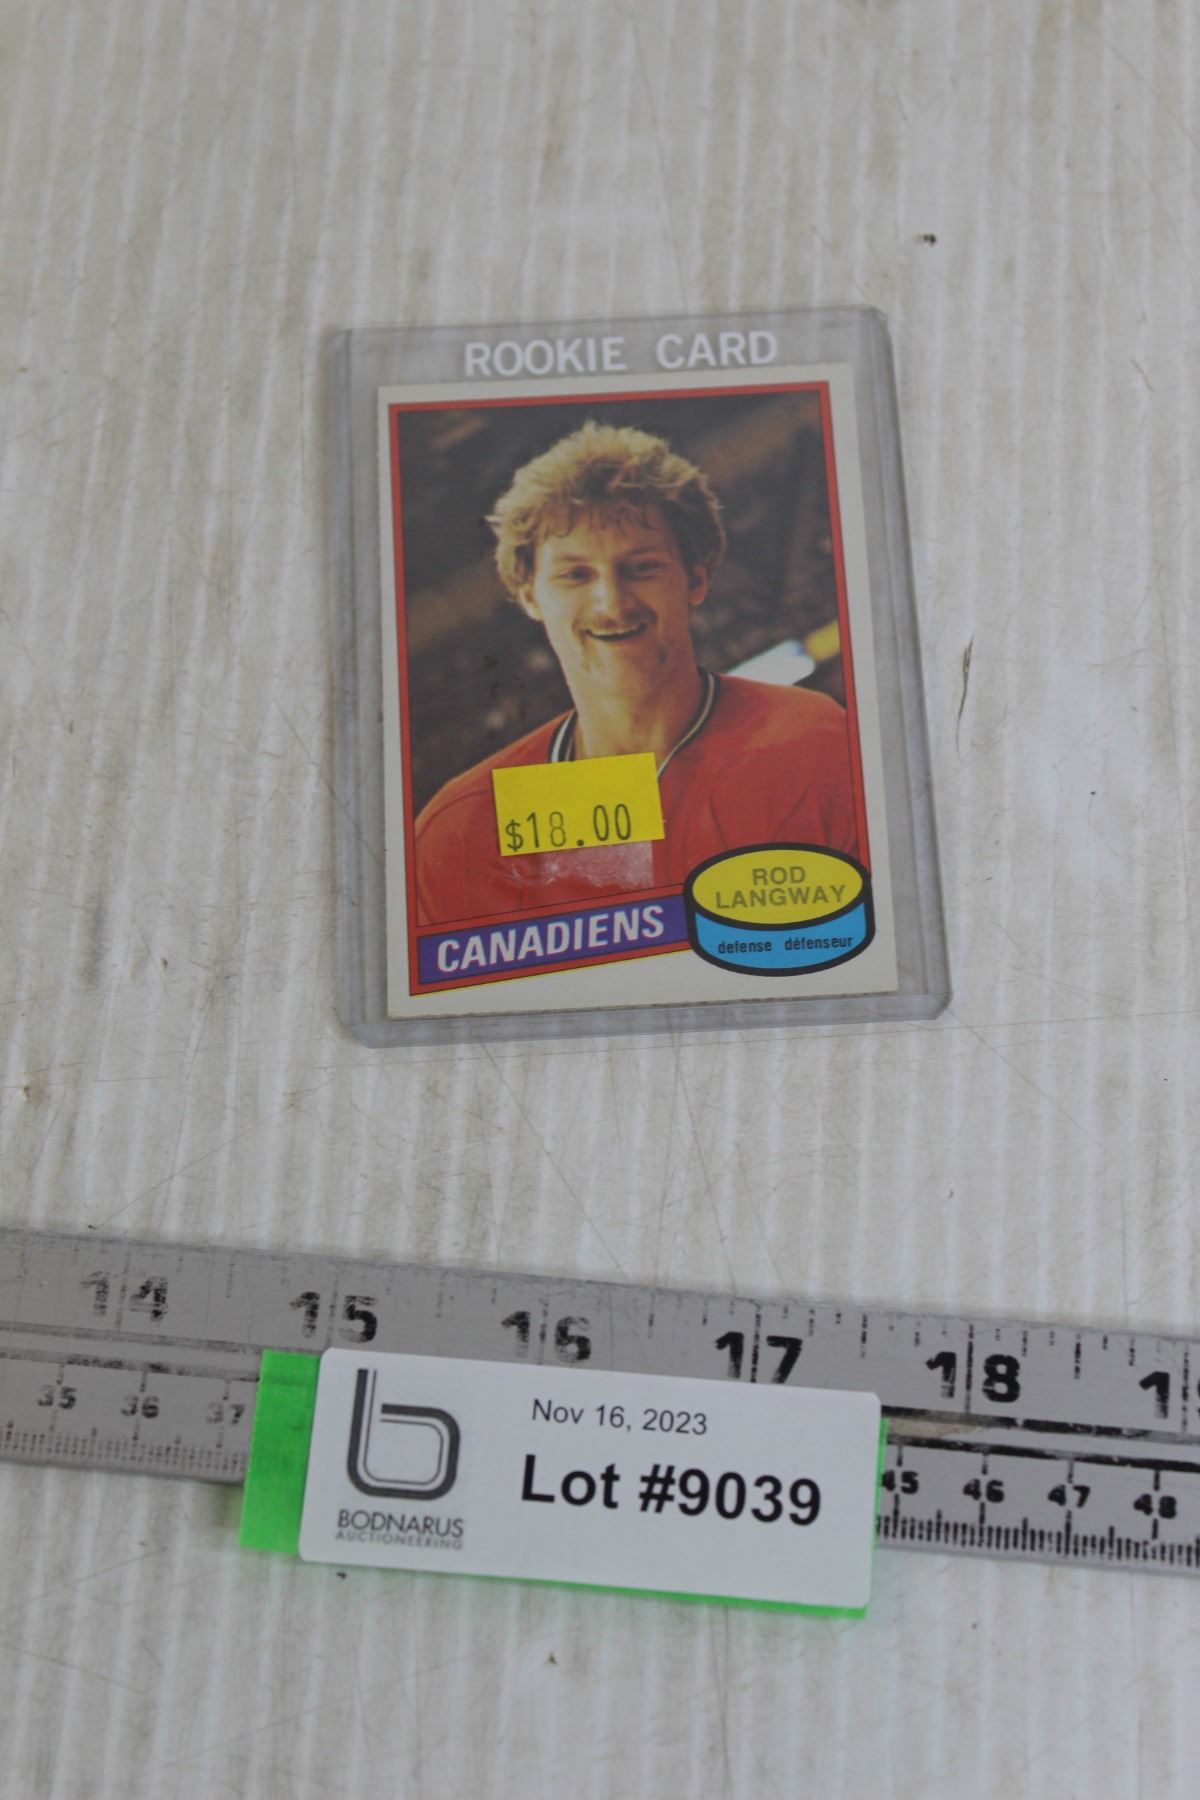 ROOKIE CARD
$18.00
ROD
LANGWAY
CANADIENS
defense défenseur
14 15 16 17 18
35 36 37 45 46 47 48
Nov 16, 2023
Lot #9039
BODNARUS
AUCTIONEERING